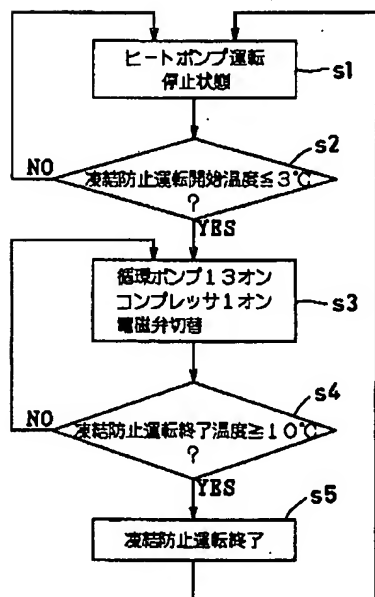 ヒートポンプ運転
停止状態
s1
s2
NO
凍結防止運転開始温度≦3℃
?
YES
循環ポンプ13オン
コンプレッサ1オン
電磁弁切替
s3
s4
NO
凍結防止運転終了温度≧10℃
?
YES
s5
凍結防止運転終了